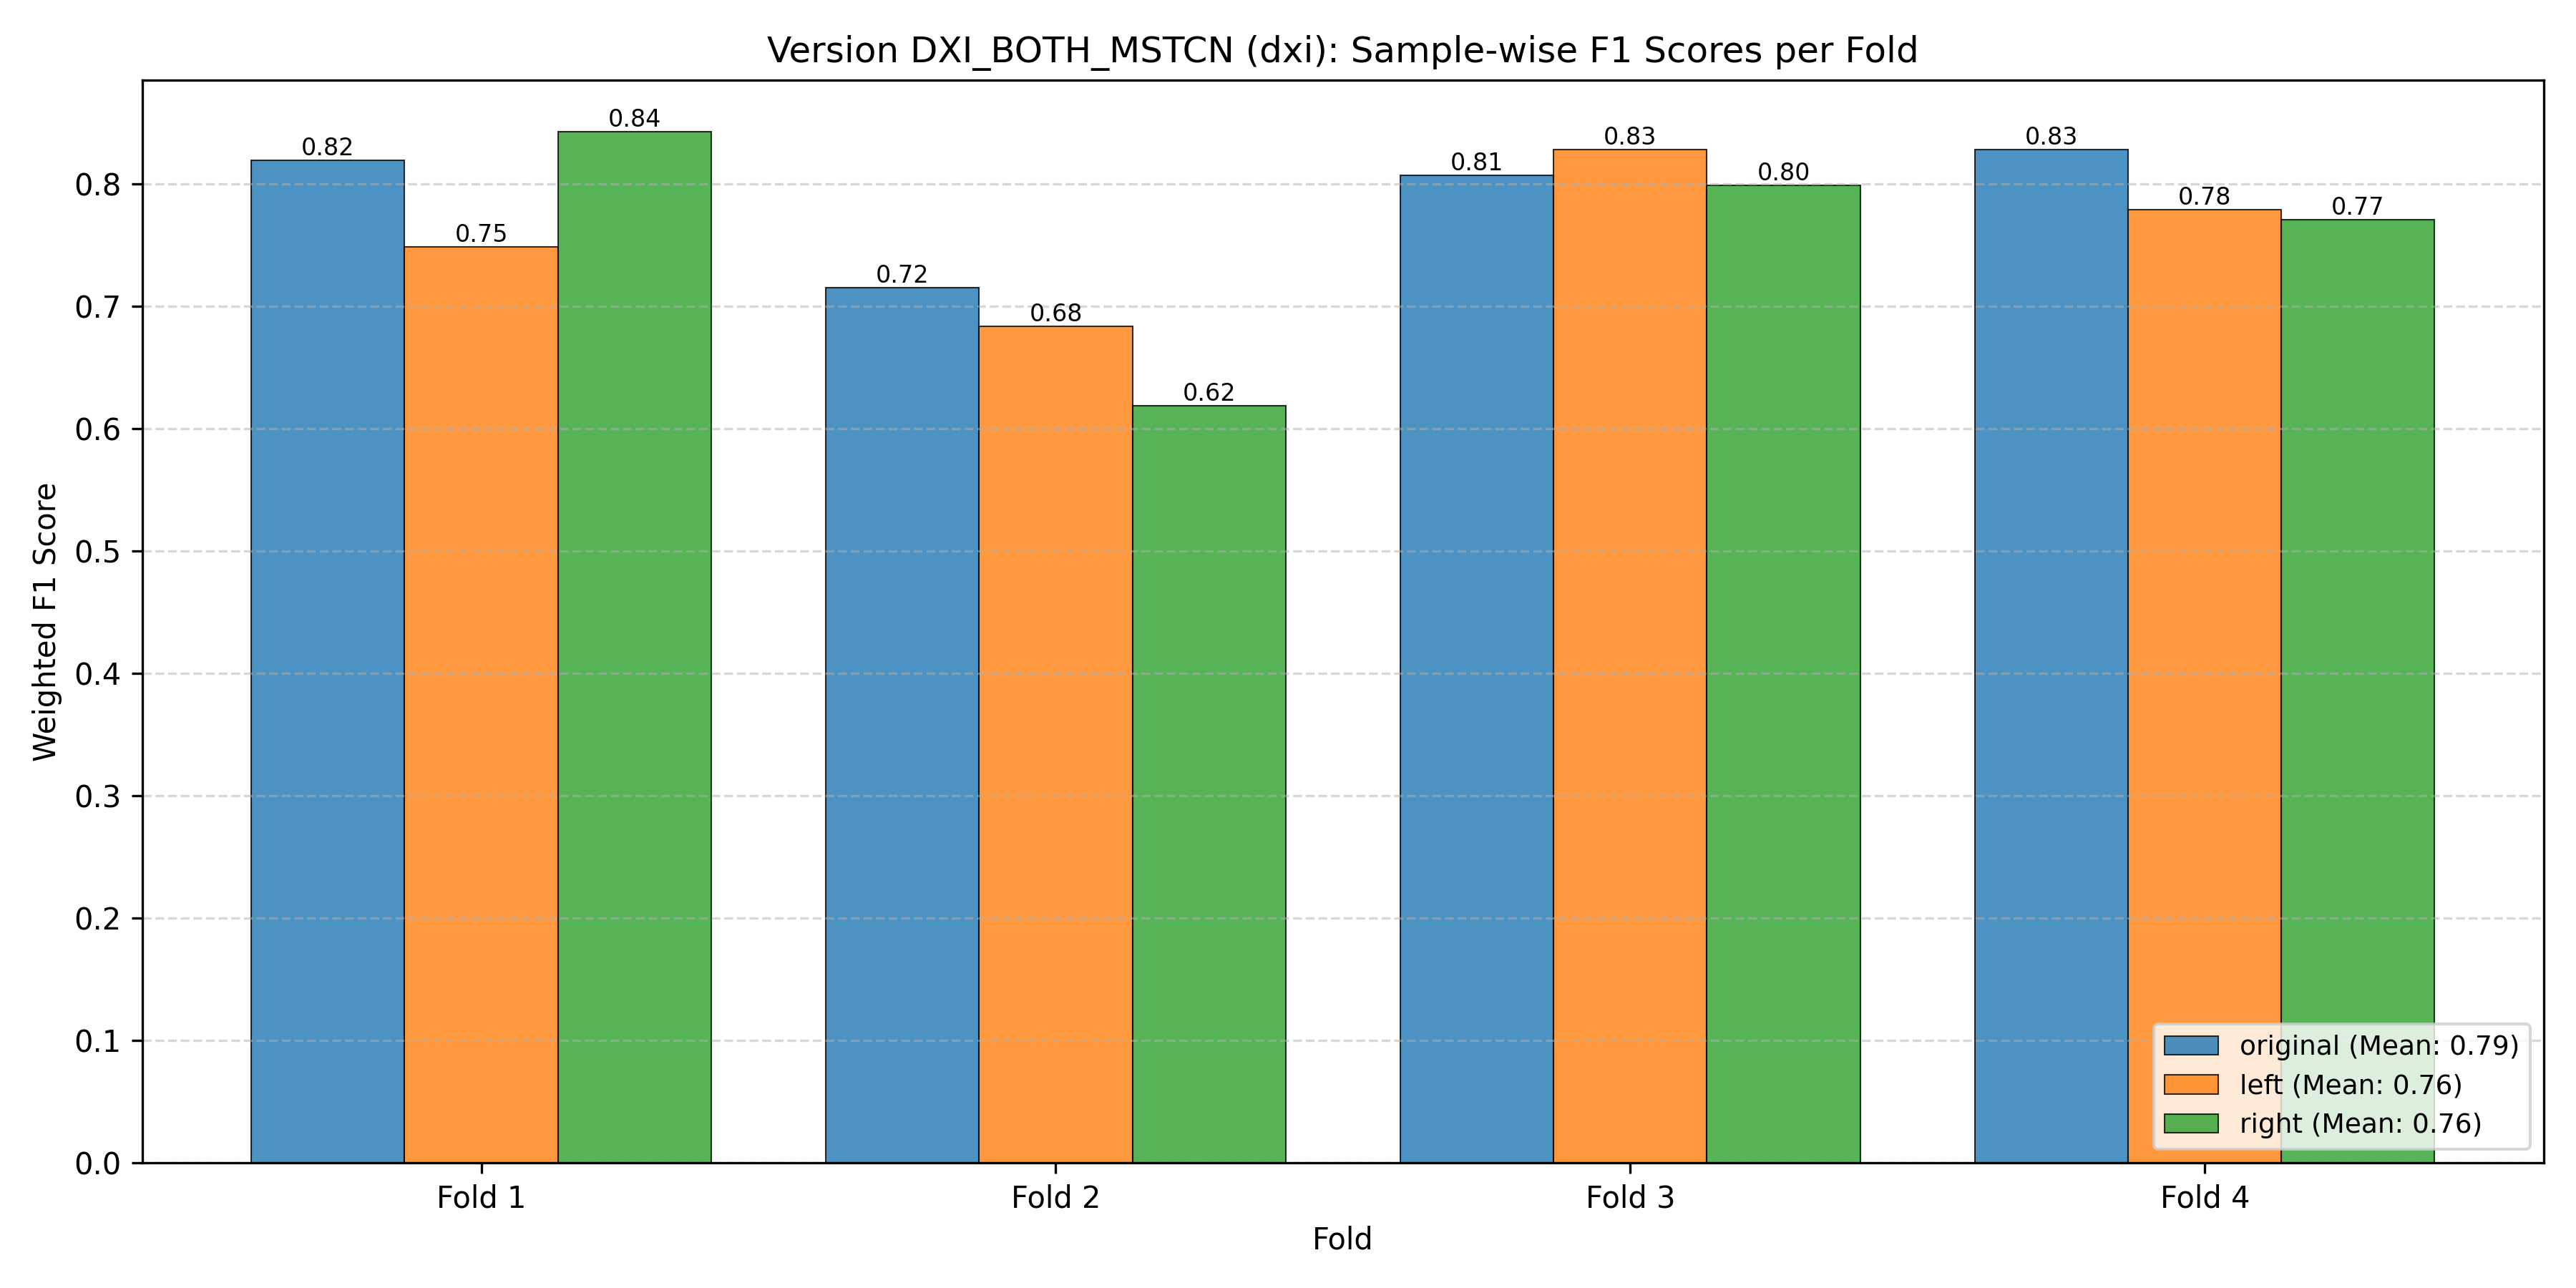 Version DXI_BOTH_MSTCN (dxi): Sample-wise F1 Scores per Fold
Weighted F1 Score
0.8
0.7
0.6
0.5
0.4
0.3
0.2
0.1
0.0
0.82
0.75
0.84
0.72
0.68
0.62
0.81
0.83
0.80
0.83
0.78
0.77
original (Mean: 0.79)
left (Mean: 0.76)
right (Mean: 0.76)
Fold 1
Fold 2
Fold 3
Fold 4
Fold